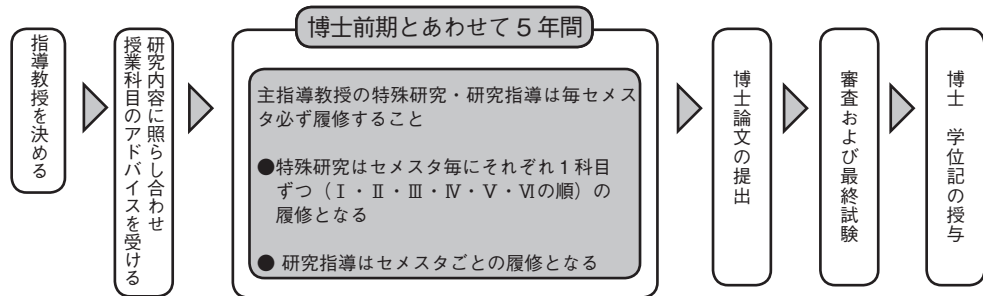 指導教授を決める
研究内容に照らし合わせ
授業科目のアドバイスを受ける
博士前期とあわせて5年間
主指導教授の特殊研究・研究指導は毎セメス
タ必ず履修すること
●特殊研究はセメスタ毎にそれぞれ1科目
ずつ（Ⅰ・Ⅱ・Ⅲ・Ⅳ・Ⅴ・Ⅵの順）の
履修となる
● 研究指導はセメスタごとの履修となる
博士論文の提出
審査および最終試験
博士　学位記の授与